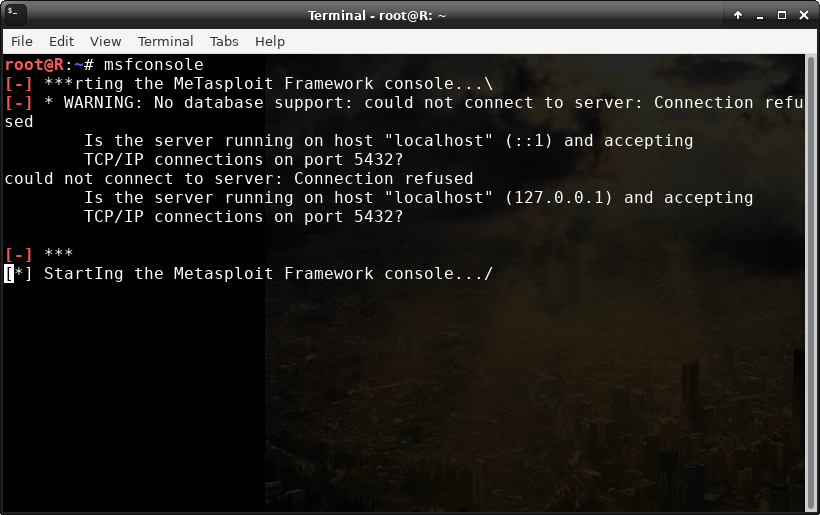 Terminal - root@R: ~
File Edit View Terminal Tabs Help
root@R:~# msfconsole
[-] ***rting the MeTasploit Framework console...\
[-] * WARNING: No database support: could not connect to server: Connection refu
sed
Is the server running on host "localhost" (::1) and accepting
TCP/IP connections on port 5432?
could not connect to server: Connection refused
Is the server running on host "localhost" (127.0.0.1) and accepting
TCP/IP connections on port 5432?
[-] ***
[*] StartIng the Metasploit Framework console.../